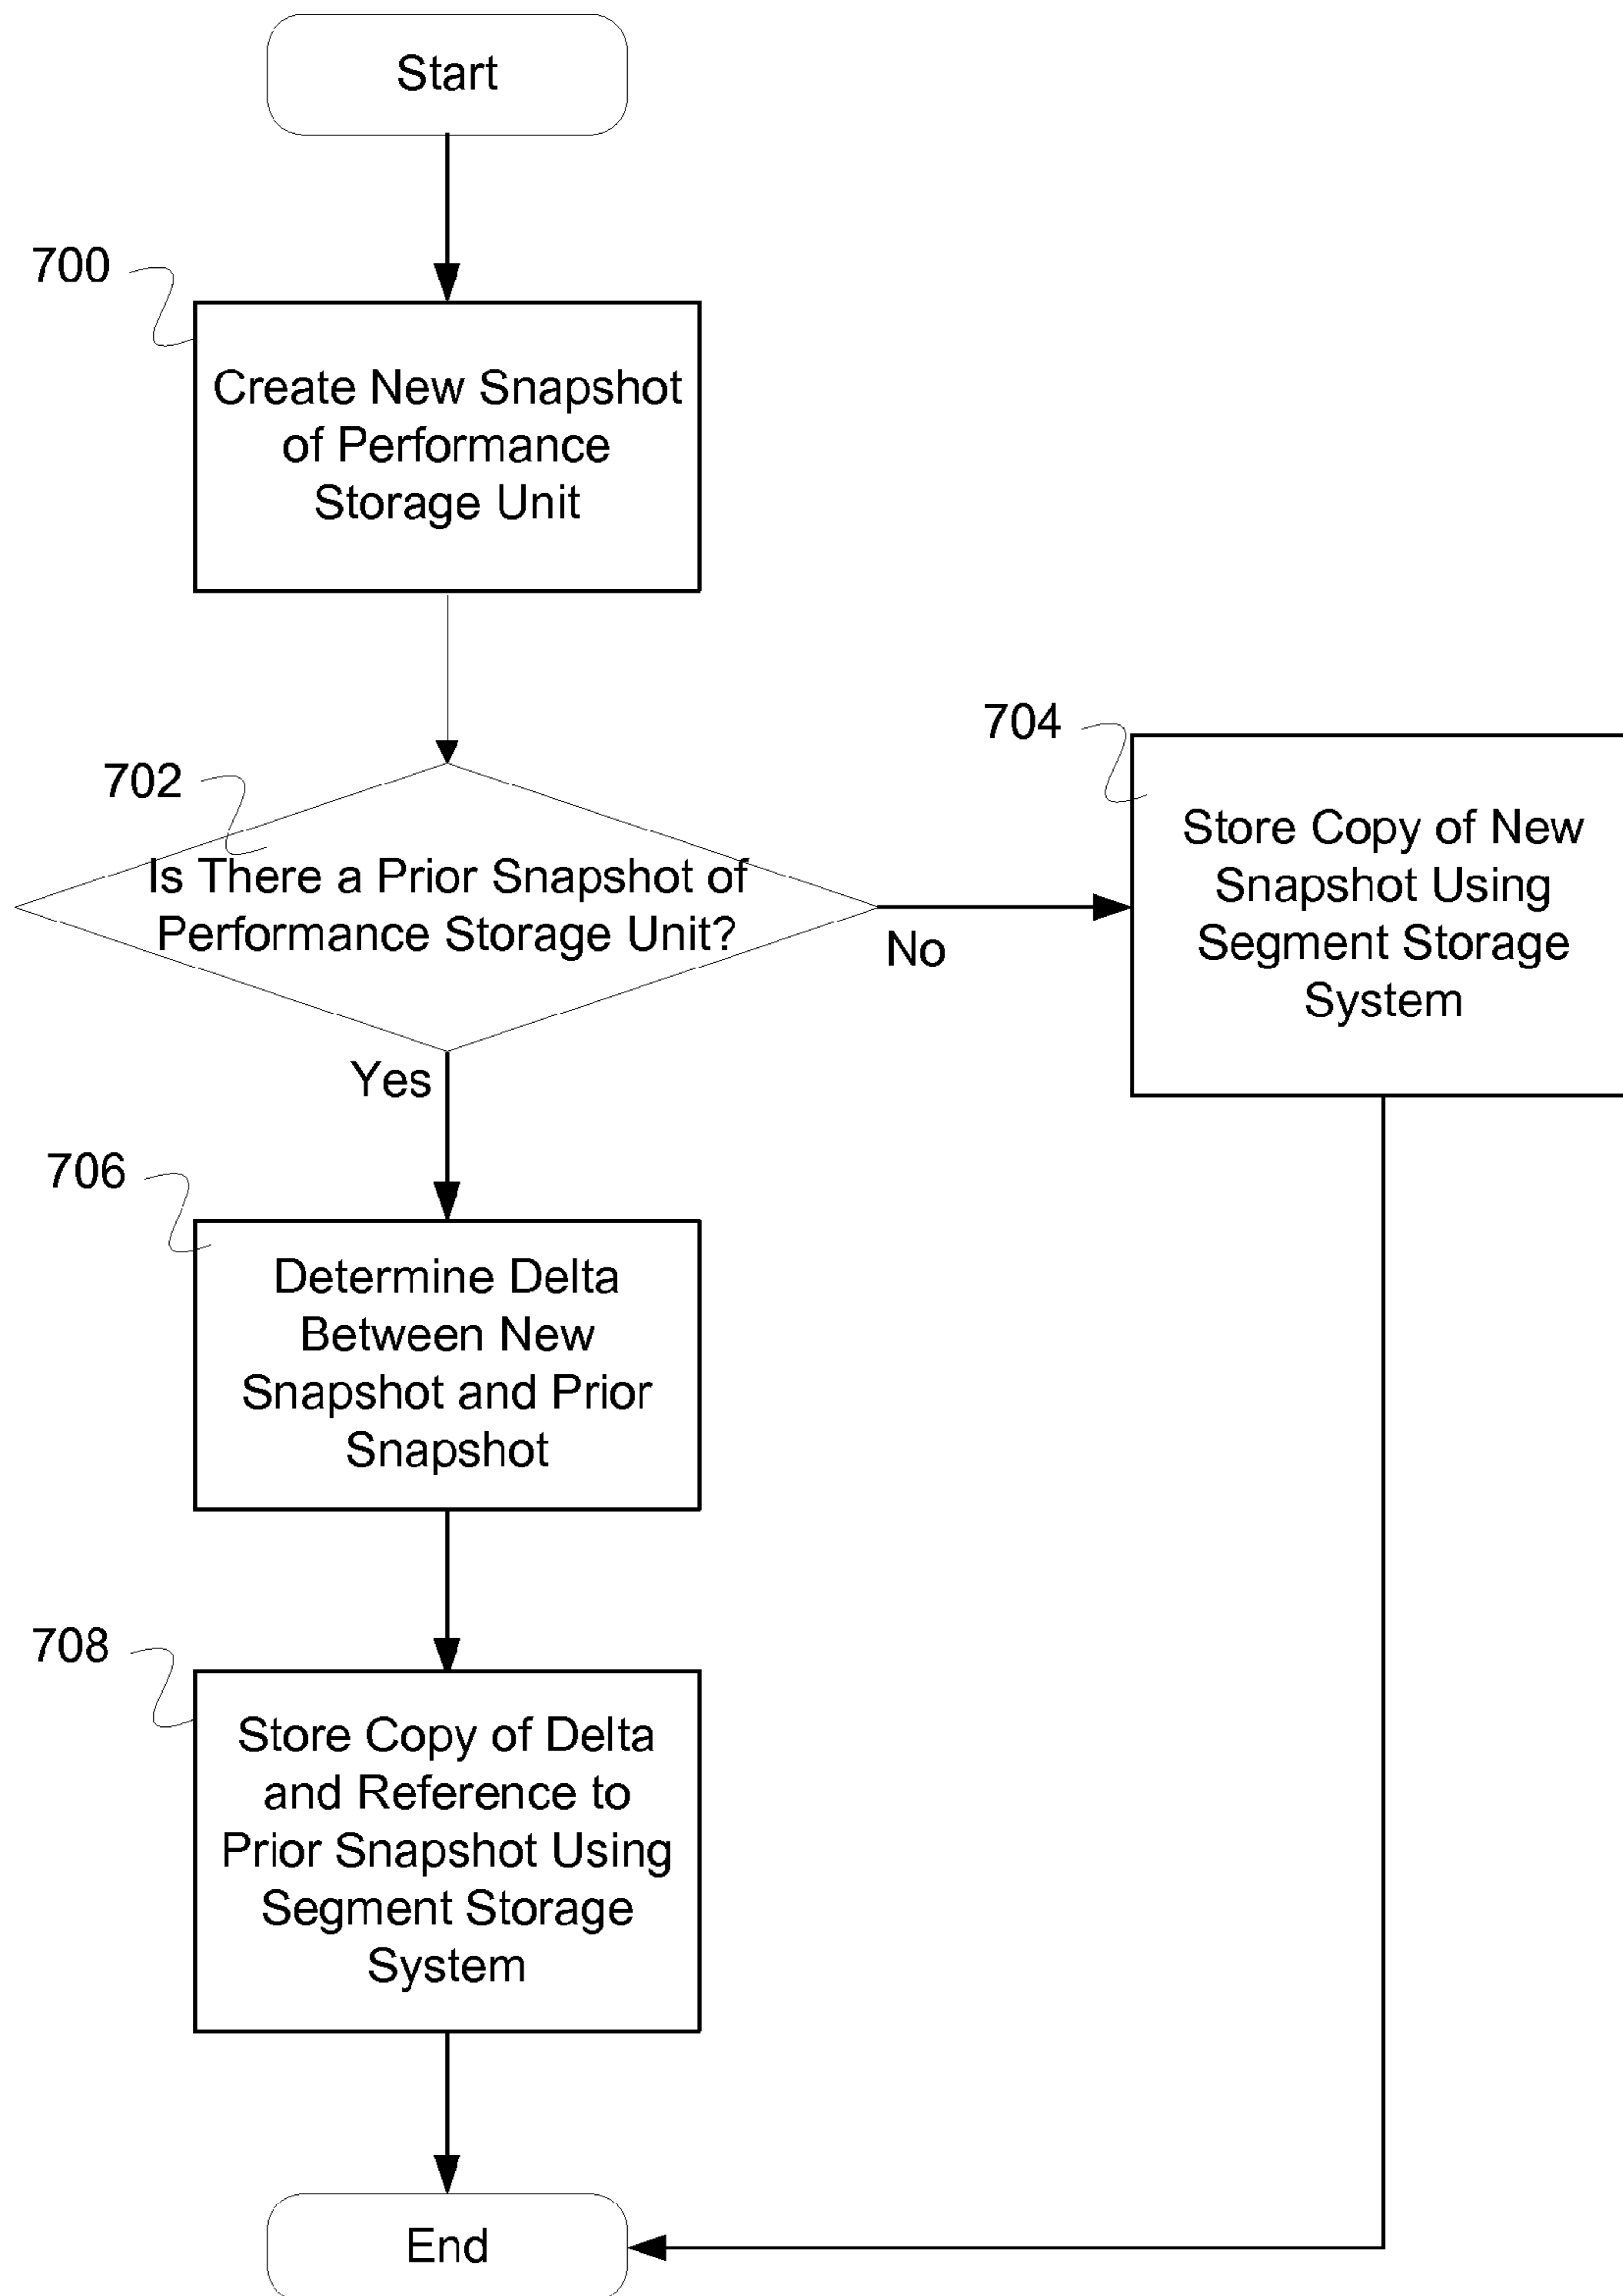 Start
700
Create New Snapshot
of Performance
Storage Unit
702
Is There a Prior Snapshot of
Performance Storage Unit?
No
Yes
704
Store Copy of New
Snapshot Using
Segment Storage
System
706
Determine Delta
Between New
Snapshot and Prior
Snapshot
708
Store Copy of Delta
and Reference to
Prior Snapshot Using
Segment Storage
System
End